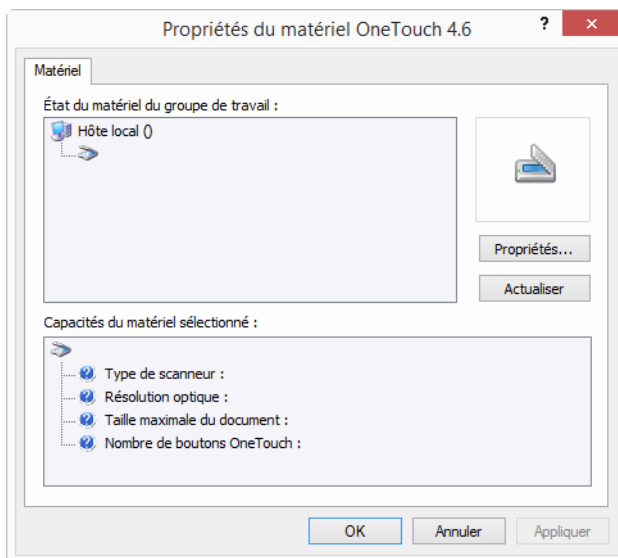 Propriétés du matériel OneTouch 4.6
?
Matériel
État du matériel du groupe de travail :
Hôte local ()
Propriétés...
Actualiser
Capacités du matériel sélectionné :
Type de scanneur :
Résolution optique :
Taille maximale du document :
Nombre de boutons OneTouch :
OK
Annuler
Appliquer